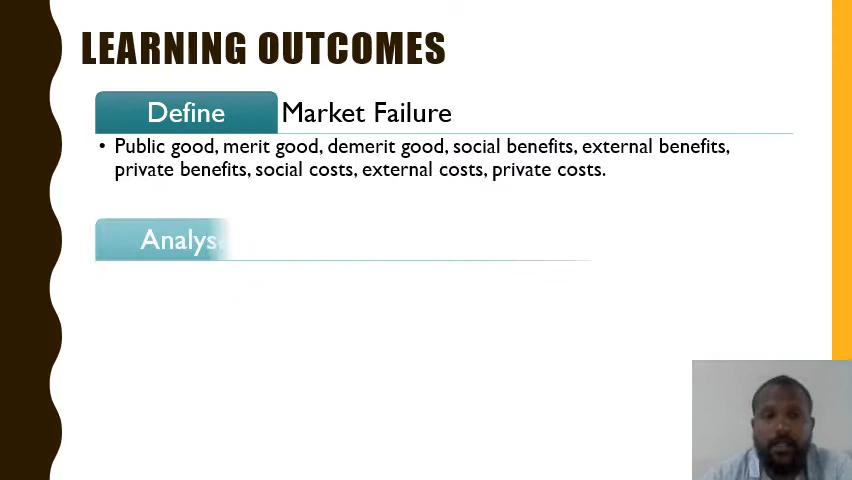 LEARNING OUTCOMES
Define Market Failure
• Public good, merit good, demerit good, social benefits, external benefits,
private benefits, social costs, external costs, private costs.